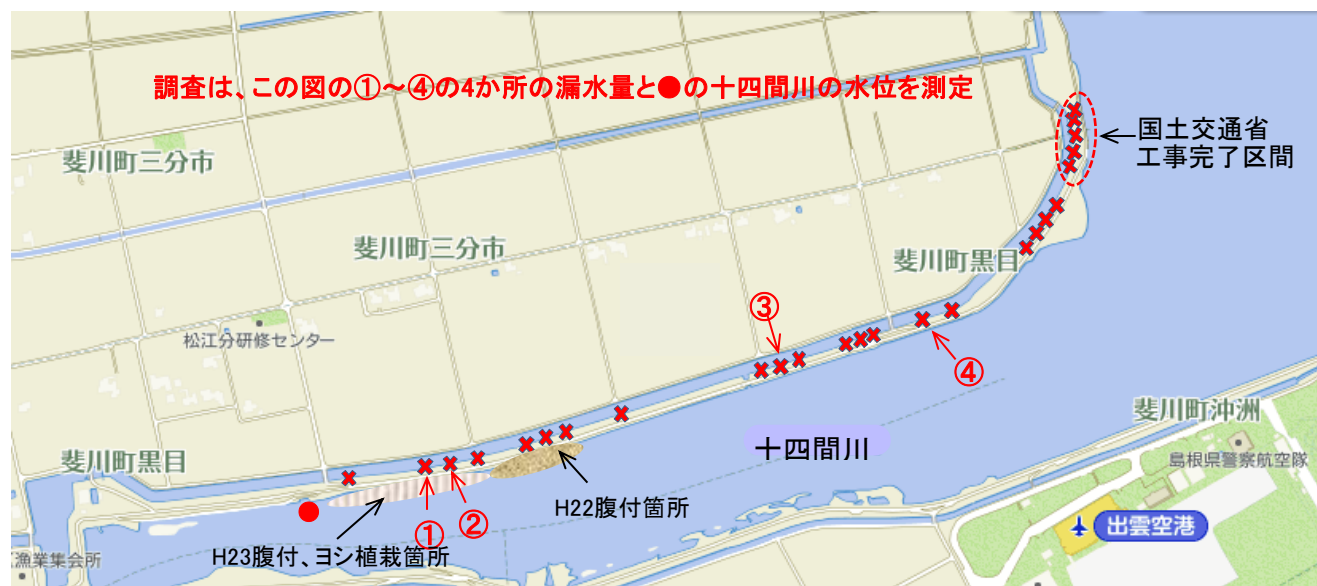 調査は、この図の①～④の4か所の漏水量と●の十四間川の水位を測定
国土交通省
工事完了区間
斐川町三分市
斐川町三分市
斐川町黒目
③
松江分研修センター
④
斐川町沖洲
十四間川
島根県警察航空隊
斐川町黒目
H22腹付箇所
①
②
出雲空港
H23腹付、ヨシ植栽箇所
漁業集会所